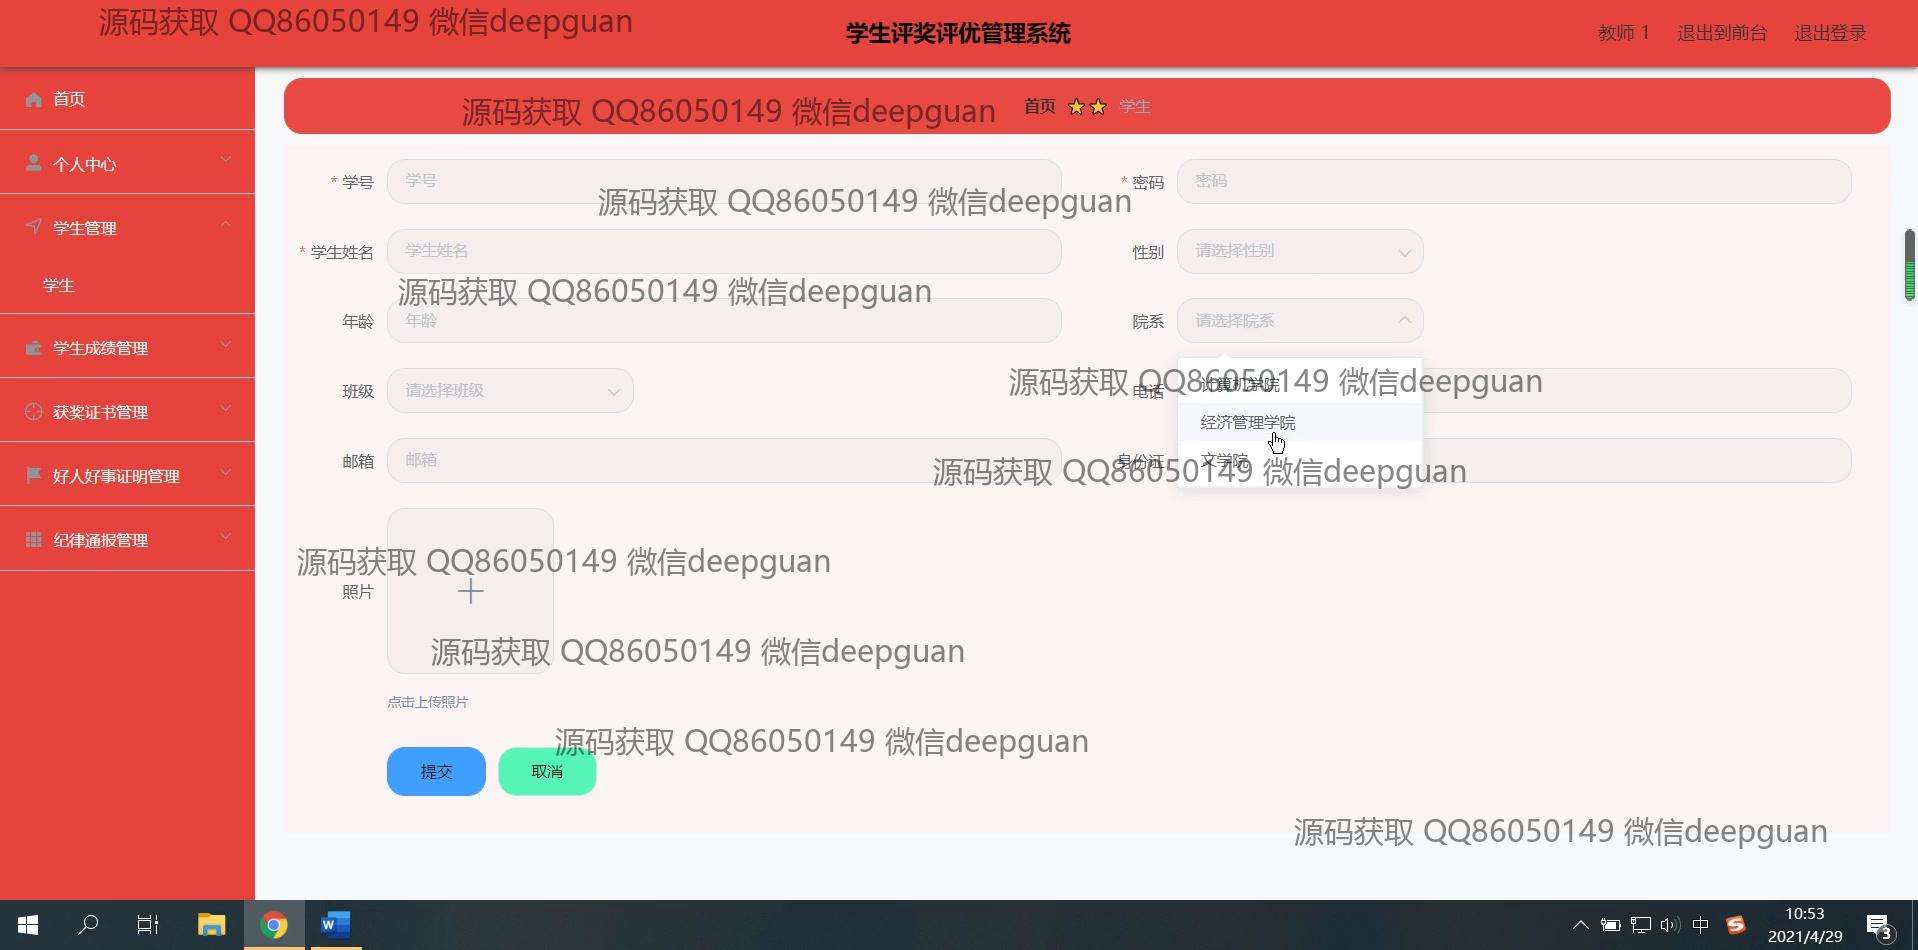 源码获取 QQ86050149 微信deepguan
学生评奖评优管理系统
教师 1 退出到前台 退出登录
首页
源码获取 QQ86050149 微信deepguan
首页 学生
个人中心
* 学号 学号
* 密码 密码
源码获取 QQ86050149 微信deepguan
学生管理
* 学生姓名 学生姓名
性别 请选择性别
学生
源码获取 QQ86050149 微信deepguan
年龄 年龄
院系 请选择院系
学生成绩管理
源码获取 QQ86050149 微信deepguan
班级 请选择班级
电话 计算机学院
获奖证书管理
经济管理学院
邮箱 邮箱
身份证 文学院
源码获取 QQ86050149 微信deepguan
好人好事证明管理
纪律通报管理
源码获取 QQ86050149 微信deepguan
照片
源码获取 QQ86050149 微信deepguan
点击上传照片
源码获取 QQ86050149 微信deepguan
提交 取消
源码获取 QQ86050149 微信deepguan
中
10:53
2021/4/29
3